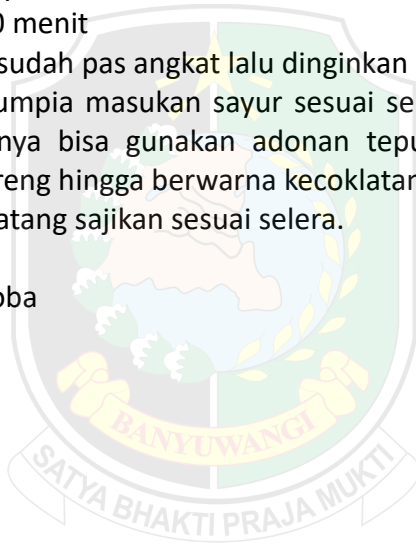 0 menit
sudah pas angkat lalu dinginkan
umpia masukan sayur sesuai se
nya bisa gunakan adonan tepu
reng hingga berwarna kecoklatan
atang sajikan sesuai selera.
oba
BANYUWANGI
SATYA BHAKTI PRAJA MUKTI